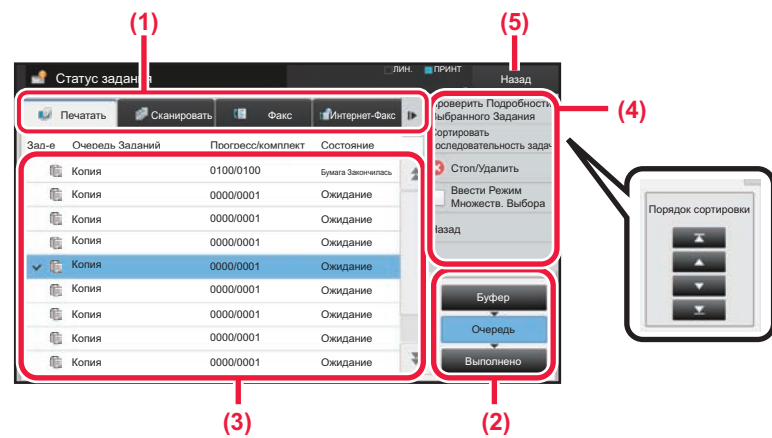 (1)
(5)
Статус задания
ЛИН.
ПРИНТ
Назад
Печатать
Сканировать
Факс
Интернет-Факс
Зад-е
Очередь Заданий
Прогресс/комплект
Состояние
Копия 0100/0100 Бумага Закончилась
Копия 0000/0001 Ожидание
Копия 0000/0001 Ожидание
Копия 0000/0001 Ожидание
Копия 0000/0001 Ожидание
Копия 0000/0001 Ожидание
Копия 0000/0001 Ожидание
Копия 0000/0001 Ожидание
Копия 0000/0001 Ожидание
Проверить Подробности
Выбранного Задания
Сортировать
последовательность задач
Стоп/Удалить
Ввести Режим
Множеств. Выбора
Назад
Буфер
Очередь
Выполнено
(4)
Порядок сортировки
(3)
(2)